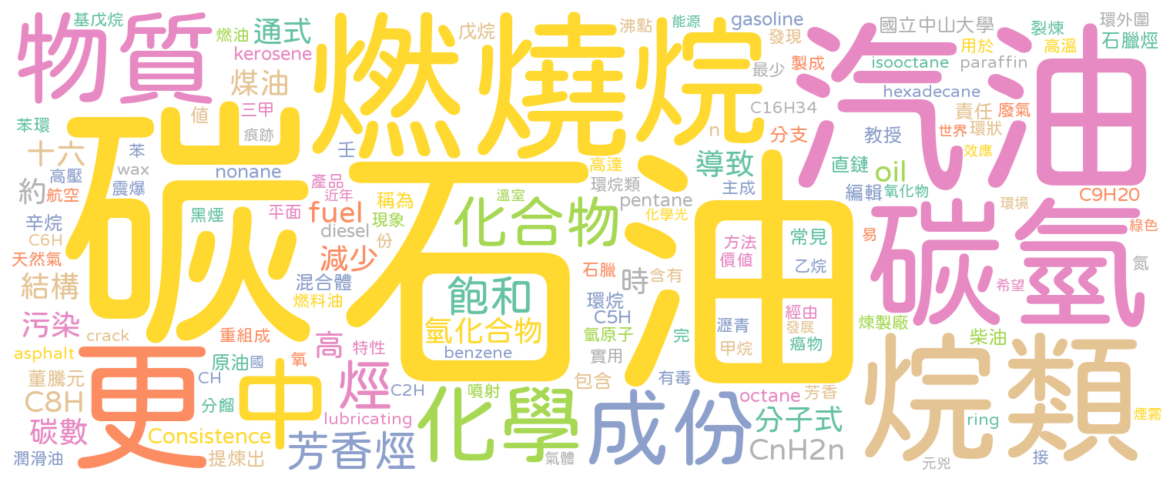 物質
基戊烷
燃油
通式
kerosene
煤油
燃燒
戊烷
烷
沸點
能源
gasoline
發現
最少
製成
C16H34
n
分支
汽油
國立中山大學
裂煉
環外圍
石臘烴
用於
高溫
isooctane
paraffin
hexadecane
責任
廢氣
教授
世界
環狀
效應
苯環
值
三甲
痕跡
十六
苯
壬
高壓
wax
nonane
約
航空
震爆
碳
石油
高達
導致
直鏈
oil
環烷類
主成
編輯
氧化物
pentane
C9H20
產品
近年
溫室
稱為
辛烷
黑煙
平面
fuel
現象
化合物
化學光
碳氫
環境
綠色
C6H
diesel
份
方法
常見
易
天然氣
減少
價值
氮
混合體
飽和
石臘
時
含有
乙烷
希望
結構
燃料油
環烷
C5H
氫化合物
氫原子
完
瀝青
經由
發展
污染
crack
重組成
高
特性
benzene
實用
甲烷
癌物
煉製廠
柴油
asphalt
更
原油
國
氧
中
烴
包含
有毒
烷類
董騰元
CH
C2H
噴射
octane
芳香
C8H
分餾
lubricating
化學
成份
分子式
ring
煙霧
碳數
Consistence
芳香烴
CnH2n
潤滑油
提煉出
氣體
元兇
接